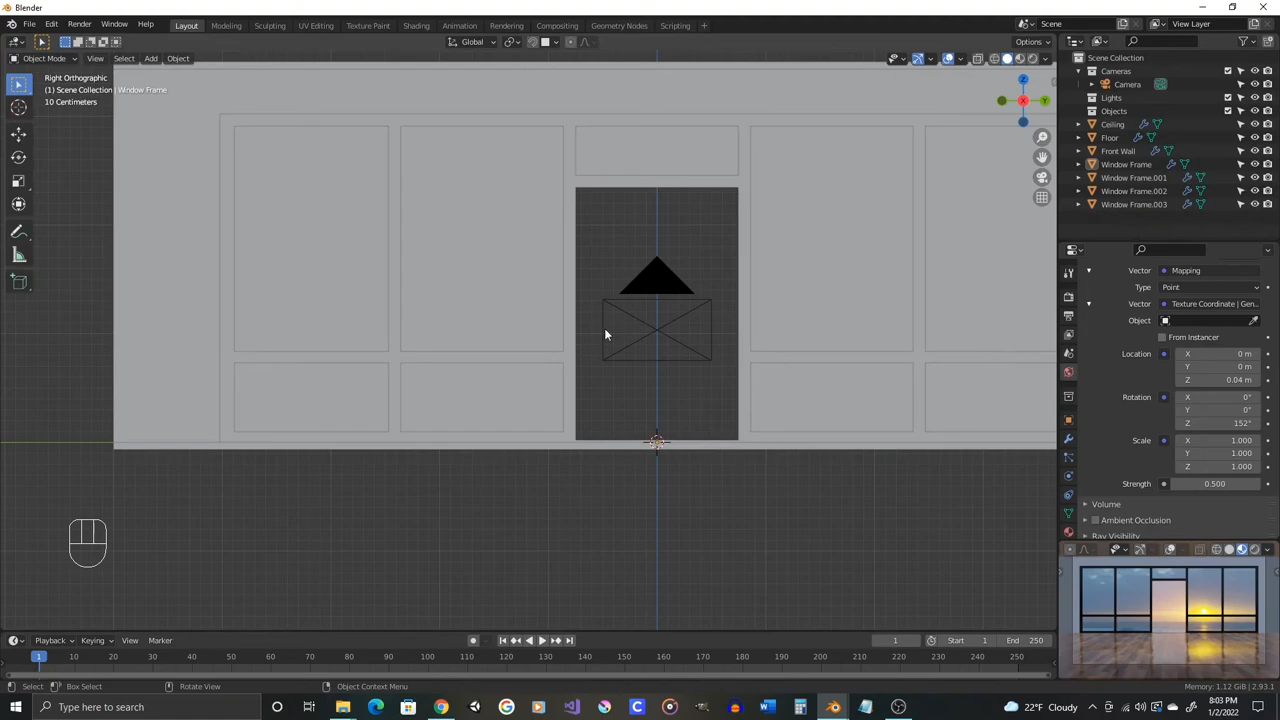 Blender
File Edit Render Window Help Layout Modeling Sculpting UV Editing Texture Paint Shading Animation Rendering Compositing Geometry Nodes Scripting + Scene View Layer
Global Options
Object Mode View Select Add Object
Right Orthographic
(1) Scene Collection | Window Frame
10 Centimeters
Z
X
Y
Scene Collection
Cameras
Camera
Lights
Objects
Ceiling
Floor
Front Wall
Window Frame
Window Frame.001
Window Frame.002
Window Frame.003
Vector Mapping
Type Point
Vector Texture Coordinate | Gen...
Object
From Instancer
Location X 0 m
Y 0 m
Z 0.04 m
Rotation X 0°
Y 0°
Z 152°
Scale X 1.000
Y 1.000
Z 1.000
Strength 0.500
Volume
Ambient Occlusion
Ray Visibility
Playback Keying View Marker 1 Start 1 End 250
1 10 20 30 40 50 60 70 80 90 100 110 120 130 140 150 160 170 180 190 200 210 220 230 240 250
Select Box Select Rotate View Object Context Menu Memory: 1.12 GiB | 2.93.1
Type here to search 22°F Cloudy 8:03 PM
1/2/2022